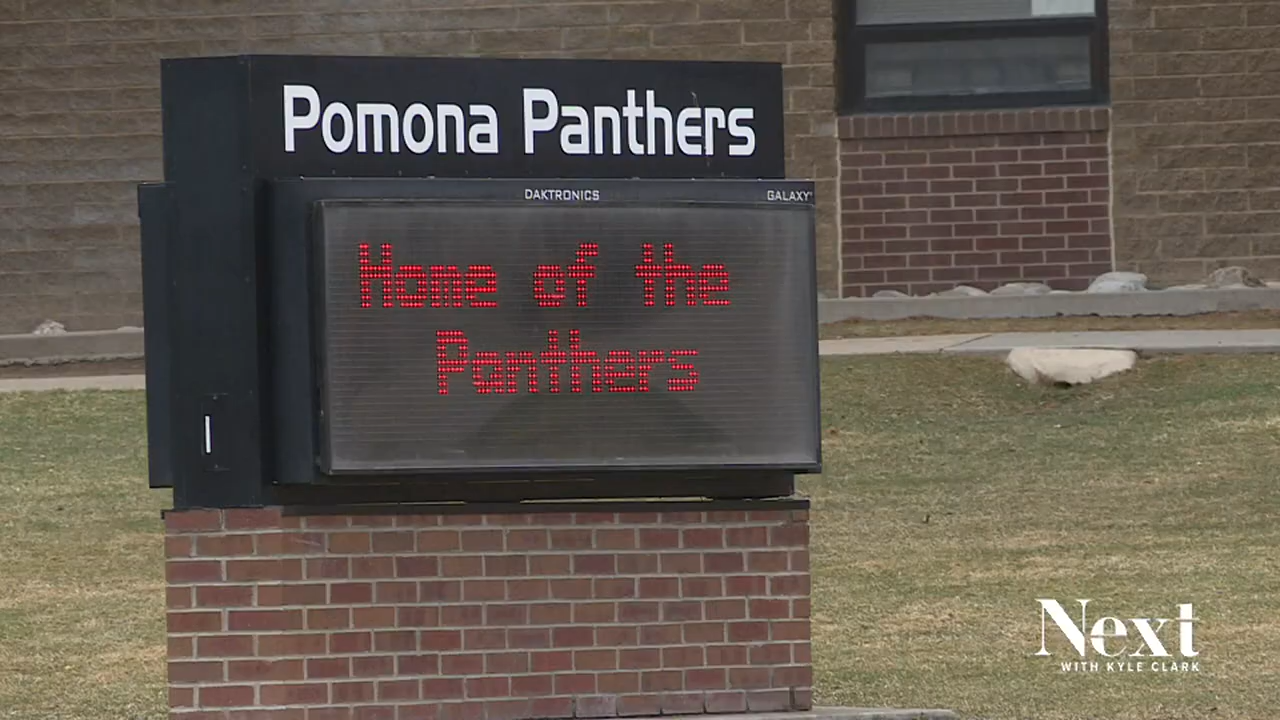 Pomona Panthers
DAKTRONICS GALAXY
Home of the
Panthers
Next
WITH KYLE CLARK